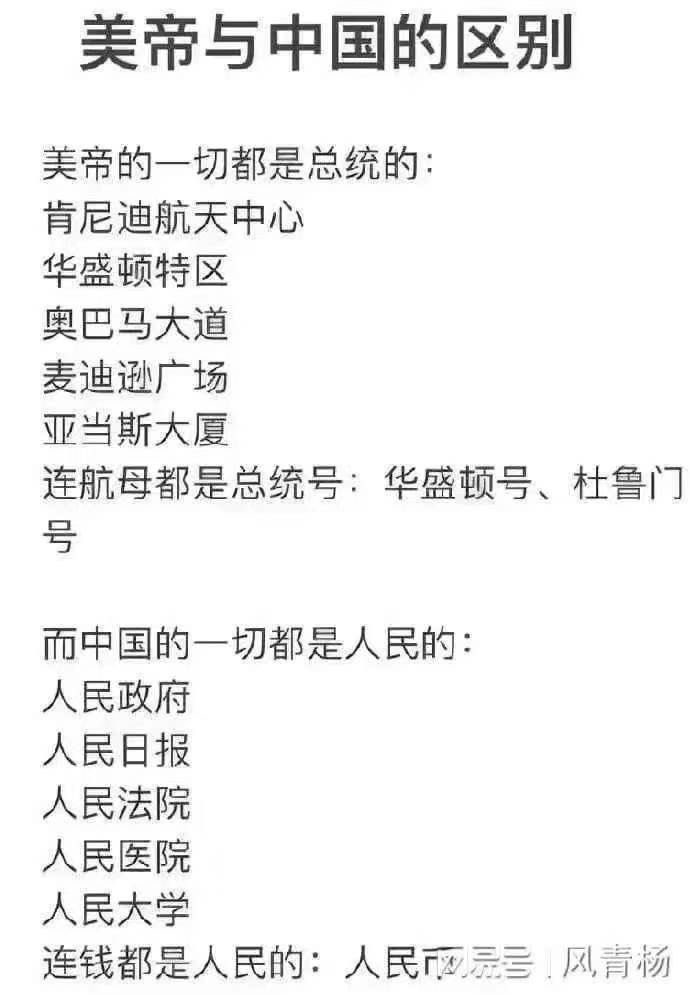 美帝与中国的区别
美帝的一切都是总统的：
肯尼迪航天中心
华盛顿特区
奥巴马大道
麦迪逊广场
亚当斯大厦
连航母都是总统号：华盛顿号、杜鲁门
号
而中国的一切都是人民的：
人民政府
人民日报
人民法院
人民医院
人民大学
连钱都是人民的：人民币
网易号 | 风青杨